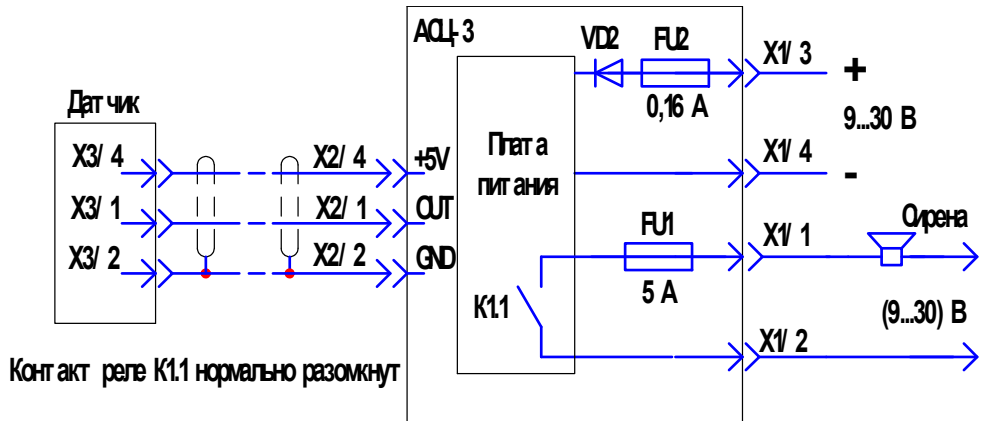 АСЦ-3
VD2
FU2
X1/ 3
+
0,16 А
9...30 В
Датчик
X3/ 4
X2/ 4
+5V
Плата
питания
X1/ 4
-
X3/ 1
X2/ 1
OUT
FU1
X1/ 1
Сирена
X3/ 2
X2/ 2
GND
5 А
К1.1
(9...30) В
X1/ 2
Контакт реле К1.1 нормально разомкнут